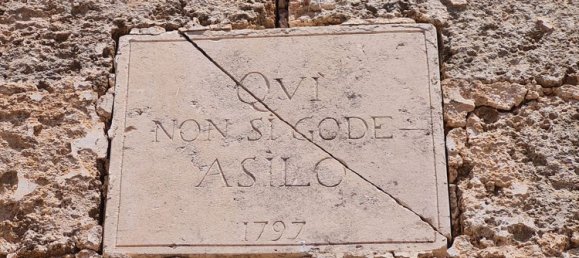 QVI
NON SI GODE—
ASILO
1797